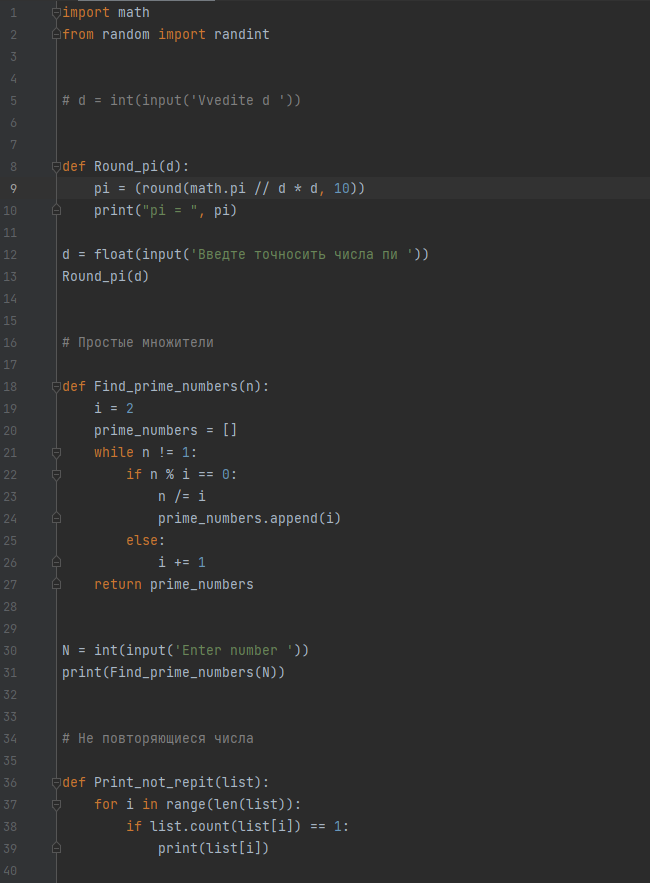 1 import math
2 from random import randint
3
4
5 # d = int(input('Vvedite d '))
6
7
8 def Round_pi(d):
9     pi = (round(math.pi // d * d, 10))
10     print("pi = ", pi)
11
12 d = float(input('Введте точносить числа пи '))
13 Round_pi(d)
14
15
16 # Простые множители
17
18 def Find_prime_numbers(n):
19     i = 2
20     prime_numbers = []
21     while n != 1:
22         if n % i == 0:
23             n /= i
24             prime_numbers.append(i)
25         else:
26             i += 1
27     return prime_numbers
28
29
30 N = int(input('Enter number '))
31 print(Find_prime_numbers(N))
32
33
34 # Не повторяющиеся числа
35
36 def Print_not_repit(list):
37     for i in range(len(list)):
38         if list.count(list[i]) == 1:
39             print(list[i])
40